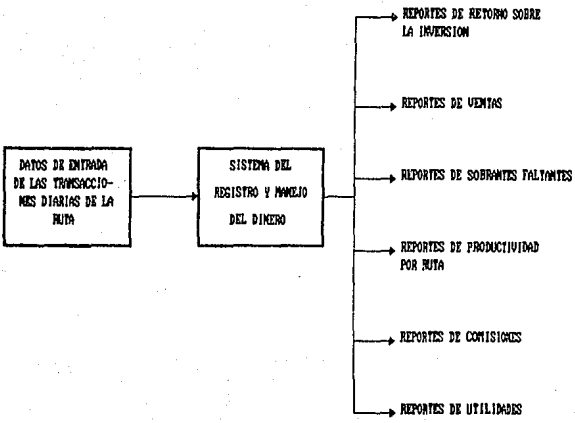 DATOS DE ENTRADA
DE LAS TRANSACCIO-
NES DIARIAS DE LA
RUTA
SISTEMA DEL
REGISTRO Y MANEJO
DEL DINERO
REPORTES DE RETORNO SOBRE
LA INVERSION
REPORTES DE VENTAS
REPORTES DE SOBRANTES FALTANTES
REPORTES DE PRODUCTIVIDAD
POR RUTA
REPORTES DE COMISIONES
REPORTES DE UTILIDADES